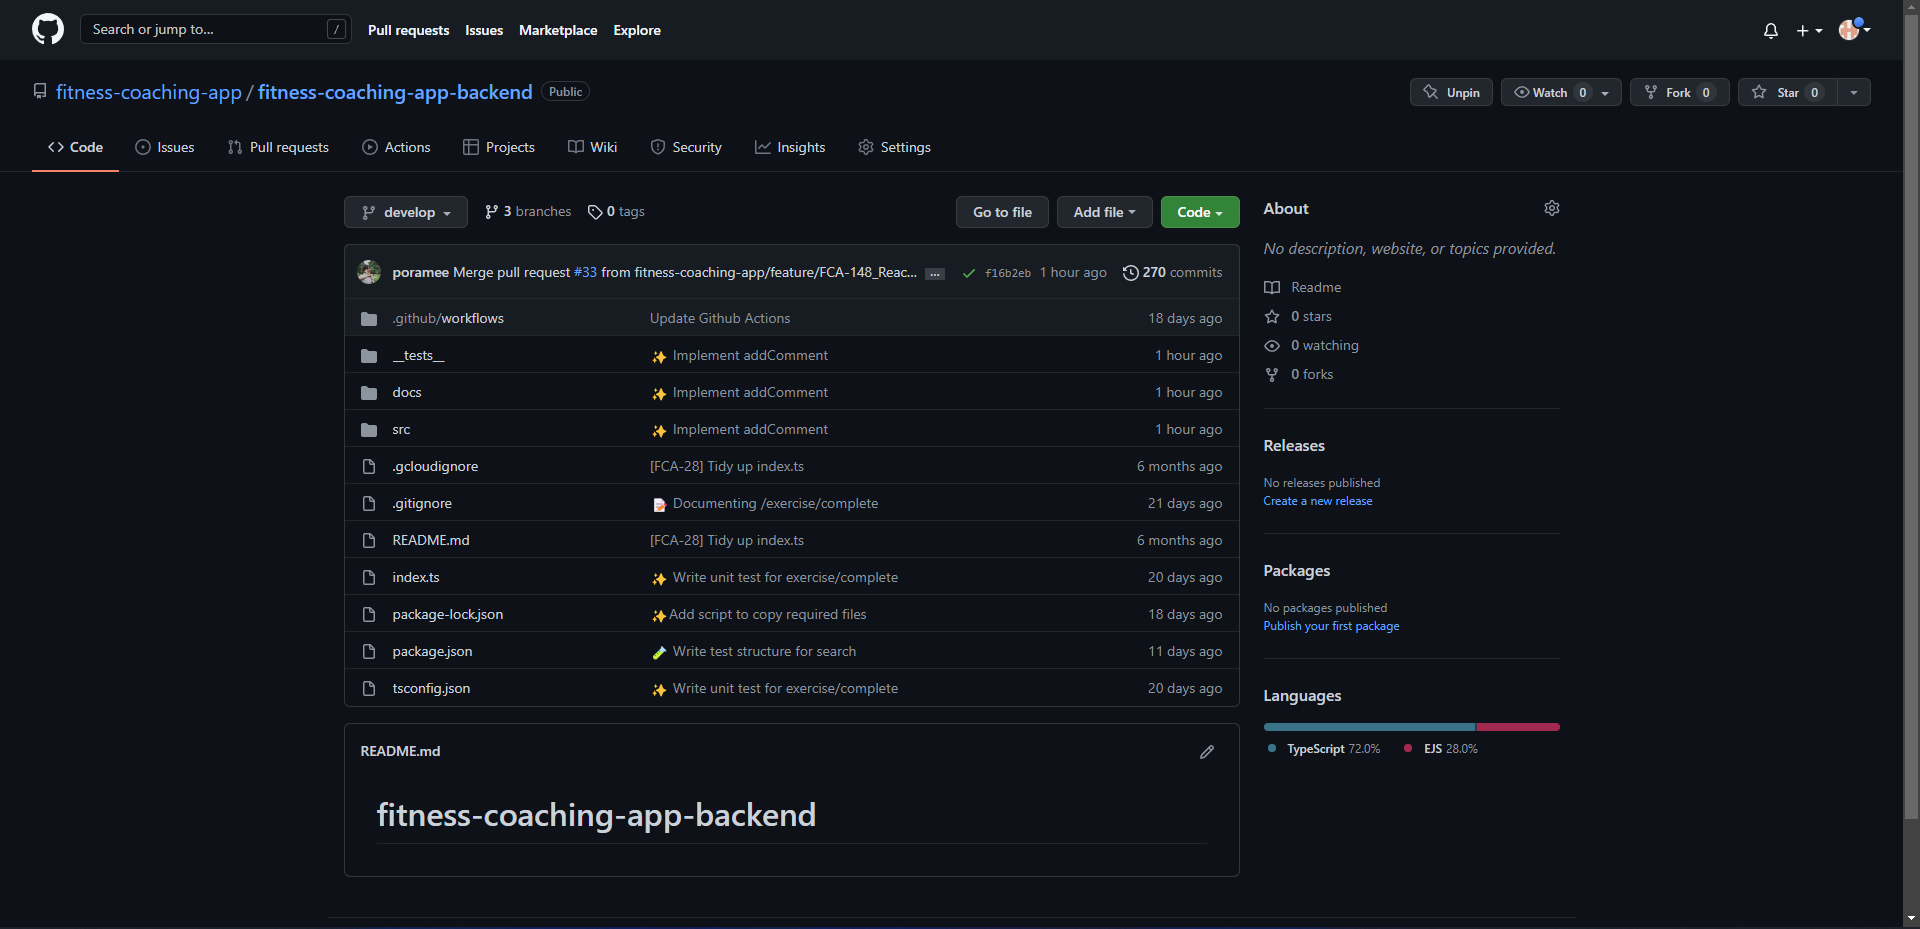 Search or jump to... / Pull requests Issues Marketplace Explore
fitness-coaching-app / fitness-coaching-app-backend Public Unpin Watch 0 Fork 0 Star 0
Code Issues Pull requests Actions Projects Wiki Security Insights Settings
develop 3 branches 0 tags Go to file Add file Code
poramee Merge pull request #33 from fitness-coaching-app/feature/FCA-148_Reac... ... f16b2eb 1 hour ago 270 commits
.github/workflows Update Github Actions 18 days ago
__tests__ ✨ Implement addComment 1 hour ago
docs ✨ Implement addComment 1 hour ago
src ✨ Implement addComment 1 hour ago
.gcloudignore [FCA-28] Tidy up index.ts 6 months ago
.gitignore 📝 Documenting /exercise/complete 21 days ago
README.md [FCA-28] Tidy up index.ts 6 months ago
index.ts ✨ Write unit test for exercise/complete 20 days ago
package-lock.json ✨Add script to copy required files 18 days ago
package.json 🧪 Write test structure for search 11 days ago
tsconfig.json ✨ Write unit test for exercise/complete 20 days ago
README.md
fitness-coaching-app-backend
About
No description, website, or topics provided.
Readme
0 stars
0 watching
0 forks
Releases
No releases published
Create a new release
Packages
No packages published
Publish your first package
Languages
TypeScript 72.0% EJS 28.0%